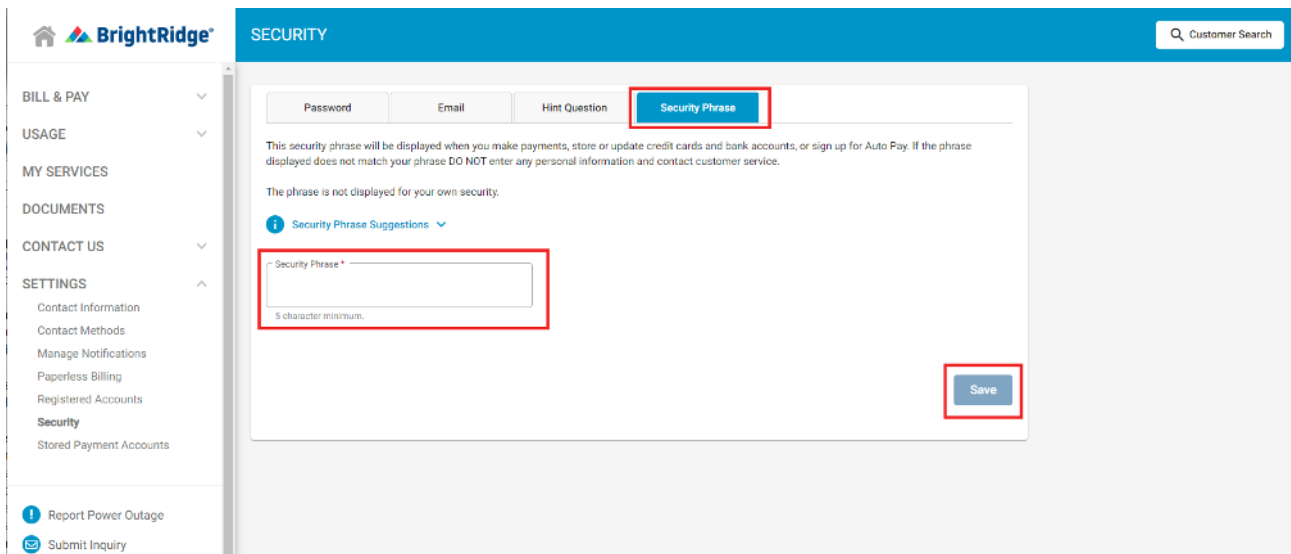 BrightRidge®
SECURITY
Customer Search
BILL & PAY
USAGE
MY SERVICES
DOCUMENTS
CONTACT US
SETTINGS
Contact Information
Contact Methods
Manage Notifications
Paperless Billing
Registered Accounts
Security
Stored Payment Accounts
Report Power Outage
Submit Inquiry
Password
Email
Hint Question
Security Phrase
This security phrase will be displayed when you make payments, store or update credit cards and bank accounts, or sign up for Auto Pay. If the phrase
displayed does not match your phrase DO NOT enter any personal information and contact customer service.
The phrase is not displayed for your own security.
Security Phrase Suggestions
Security Phrase *
5 character minimum.
Save